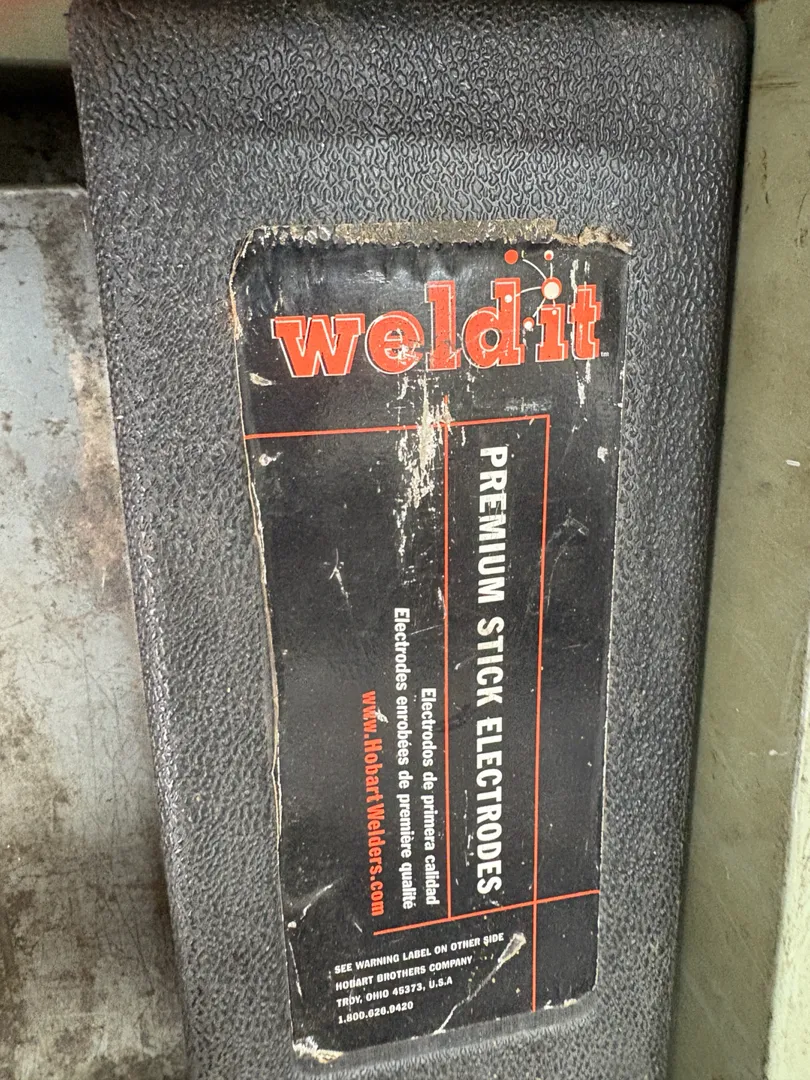 weld·it
PREMIUM STICK ELECTRODES
Electrodos de primera calidad
Electrodes enrobées de première qualité
www.HobartWelders.com
SEE WARNING LABEL ON OTHER SIDE
HOBART BROTHERS COMPANY
TROY, OHIO 45373, U.S.A
1.800.626.9420